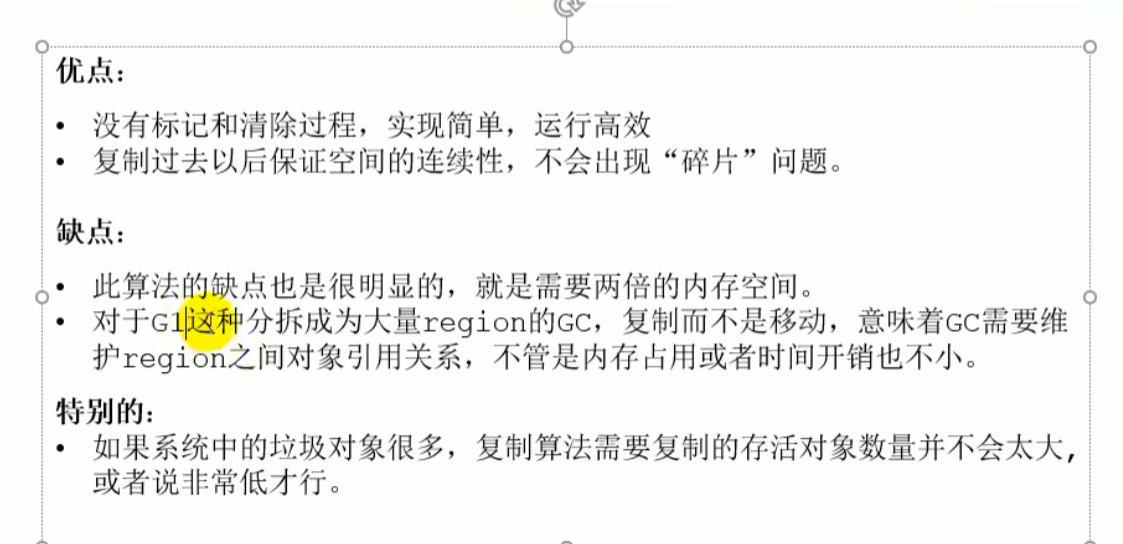 优点：
• 没有标记和清除过程，实现简单，运行高效
• 复制过去以后保证空间的连续性，不会出现“碎片”问题。
缺点：
• 此算法的缺点也是很明显的，就是需要两倍的内存空间。
• 对于G1这种分拆成为大量region的GC，复制而不是移动，意味着GC需要维
护region之间对象引用关系，不管是内存占用或者时间开销也不小。
特别的：
• 如果系统中的垃圾对象很多，复制算法需要复制的存活对象数量并不会太大，
或者说非常低才行。